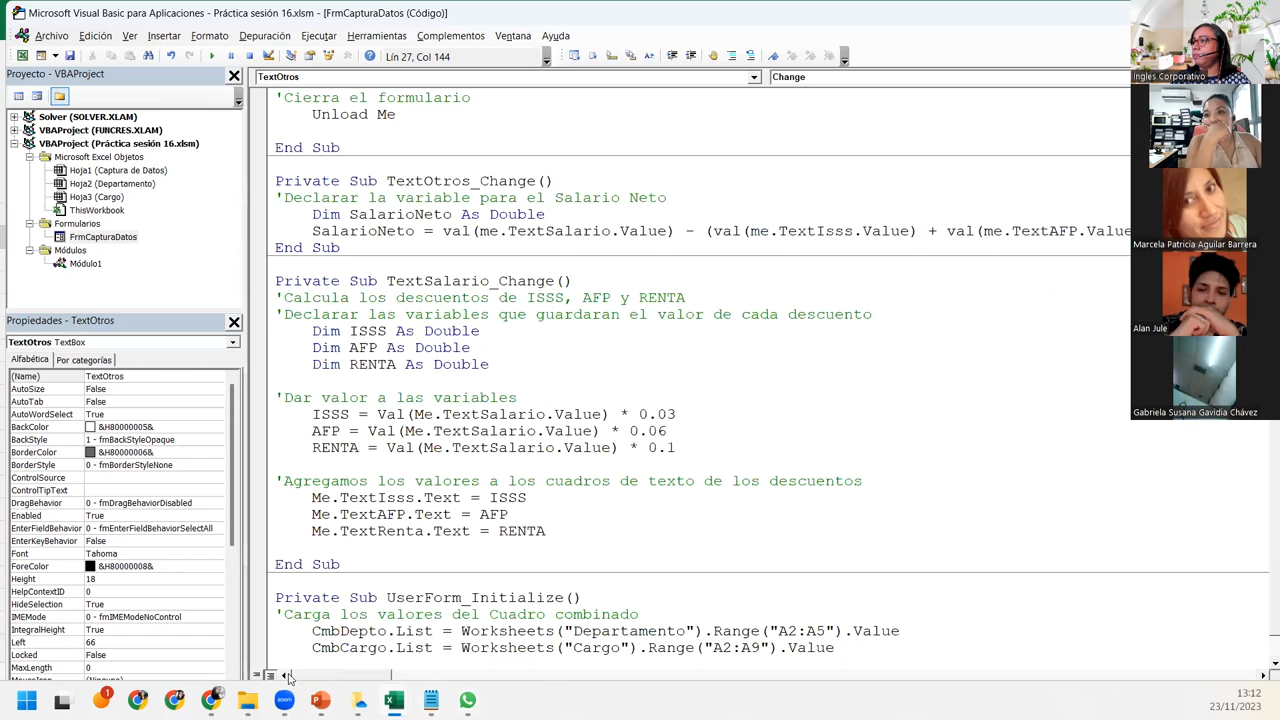 Microsoft Visual Basic para Aplicaciones - Práctica sesión 16.xlsm - [FrmCapturaDatos (Código)]
Archivo Edición Ver Insertar Formato Depuración Ejecutar Herramientas Complementos Ventana Ayuda
Lín 27, Col 144
Proyecto - VBAProject
Solver (SOLVER.XLAM)
VBAProject (FUNCRES.XLAM)
VBAProject (Práctica sesión 16.xlsm)
Microsoft Excel Objetos
Hoja1 (Captura de Datos)
Hoja2 (Departamento)
Hoja3 (Cargo)
ThisWorkbook
Formularios
FrmCapturaDatos
Módulos
Módulo1
Propiedades - TextOtros
TextOtros TextBox
Alfabética Por categorías
(Name) TextOtros
AutoSize False
AutoTab False
AutoWordSelect True
BackColor &H80000005&
BackStyle 1 - fmBackStyleOpaque
BorderColor &H80000006&
BorderStyle 0 - fmBorderStyleNone
ControlSource
ControlTipText
DragBehavior 0 - fmDragBehaviorDisabled
Enabled True
EnterFieldBehavior 0 - fmEnterFieldBehaviorSelectAll
EnterKeyBehavior False
Font Tahoma
ForeColor &H80000008&
Height 18
HelpContextID 0
HideSelection True
IMEMode 0 - fmIMEModeNoControl
IntegralHeight True
Left 66
Locked False
MaxLength 0
TextOtros Change
'Cierra el formulario
Unload Me
End Sub
Private Sub TextOtros_Change()
'Declarar la variable para el Salario Neto
Dim SalarioNeto As Double
SalarioNeto = val(me.TextSalario.Value) - (val(me.TextIsss.Value) + val(me.TextAFP.Value
End Sub
Private Sub TextSalario_Change()
'Calcula los descuentos de ISSS, AFP y RENTA
'Declarar las variables que guardaran el valor de cada descuento
Dim ISSS As Double
Dim AFP As Double
Dim RENTA As Double
'Dar valor a las variables
ISSS = Val(Me.TextSalario.Value) * 0.03
AFP = Val(Me.TextSalario.Value) * 0.06
RENTA = Val(Me.TextSalario.Value) * 0.1
'Agregamos los valores a los cuadros de texto de los descuentos
Me.TextIsss.Text = ISSS
Me.TextAFP.Text = AFP
Me.TextRenta.Text = RENTA
End Sub
Private Sub UserForm_Initialize()
'Carga los valores del Cuadro combinado
CmbDepto.List = Worksheets("Departamento").Range("A2:A5").Value
CmbCargo.List = Worksheets("Cargo").Range("A2:A9").Value
Ingles Corporativo
Marcela Patricia Aguilar Barrera
Alan Jule
Gabriela Susana Gavidia Chávez
1
zoom
13:12
23/11/2023